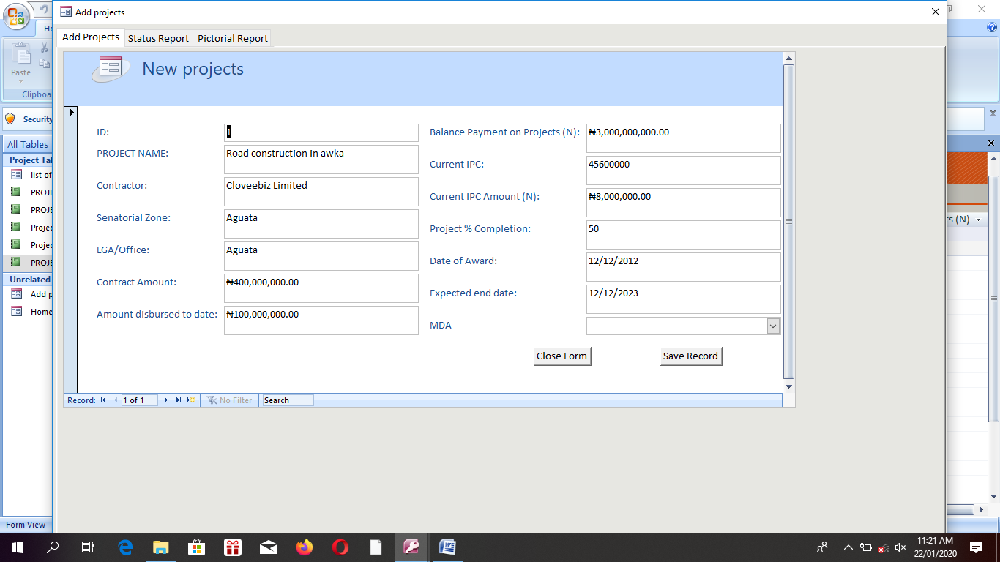 Add projects
Add Projects
Status Report
Pictorial Report
Paste
Clipboa
Security
All Tables
Project Tab
list of
PROJE
PROJE
Projec
Projec
PROJE
Unrelated
Add p
Home
New projects
ID:
1
PROJECT NAME:
Road construction in awka
Contractor:
Cloveebiz Limited
Senatorial Zone:
Aguata
LGA/Office:
Aguata
Contract Amount:
₦400,000,000.00
Amount disbursed to date:
₦100,000,000.00
Balance Payment on Projects (N):
₦3,000,000,000.00
Current IPC:
45600000
Current IPC Amount (N):
₦8,000,000.00
Project % Completion:
50
Date of Award:
12/12/2012
Expected end date:
12/12/2023
MDA
Close Form
Save Record
Record:
1 of 1
No Filter
Search
ts (N)
Form View
11:21 AM
22/01/2020